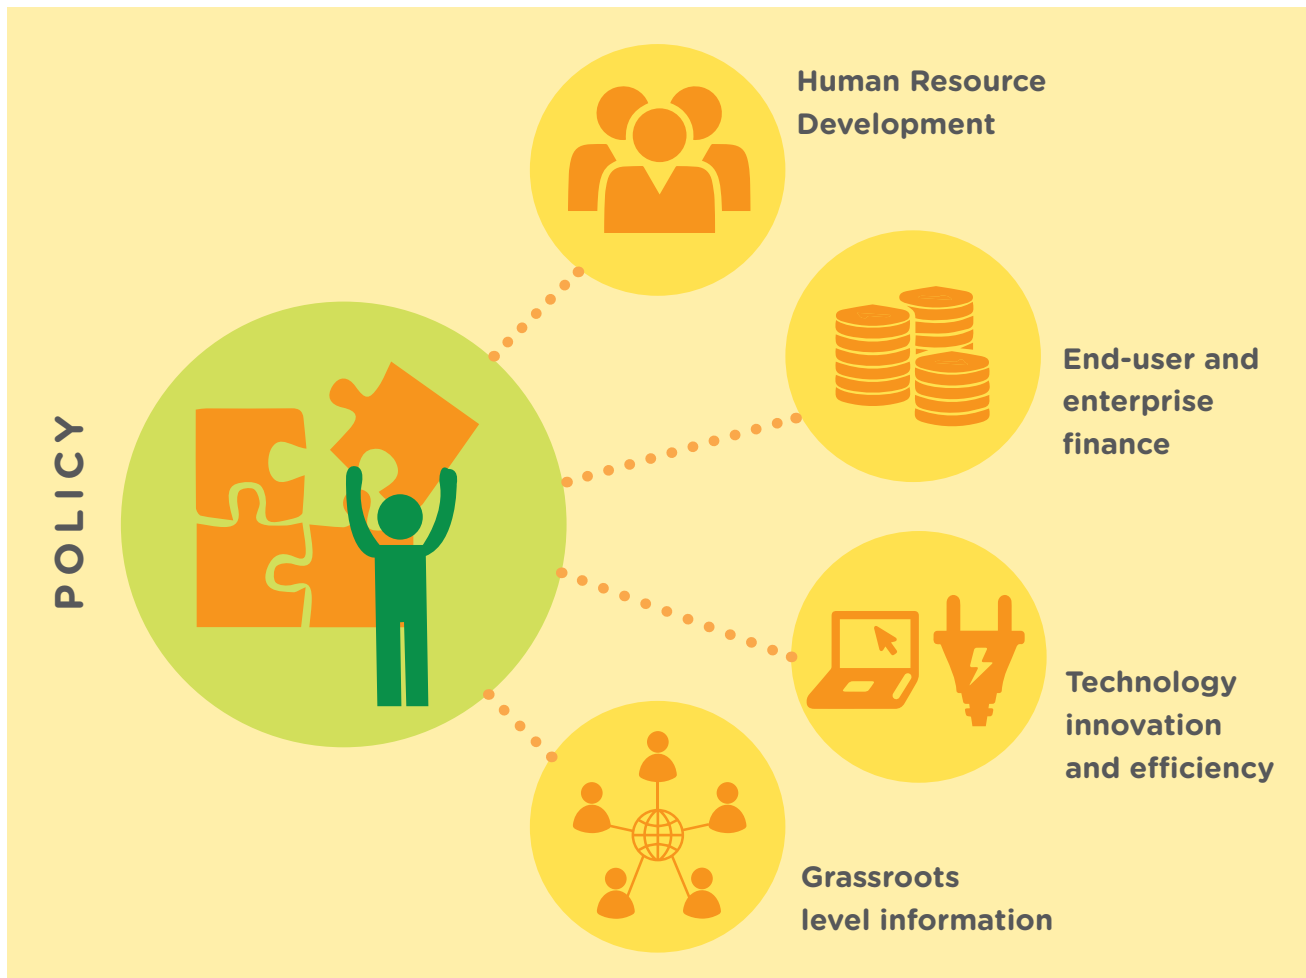 POLICY
Human Resource
Development
End-user and
enterprise
finance
Technology
innovation
and efficiency
Grassroots
level information